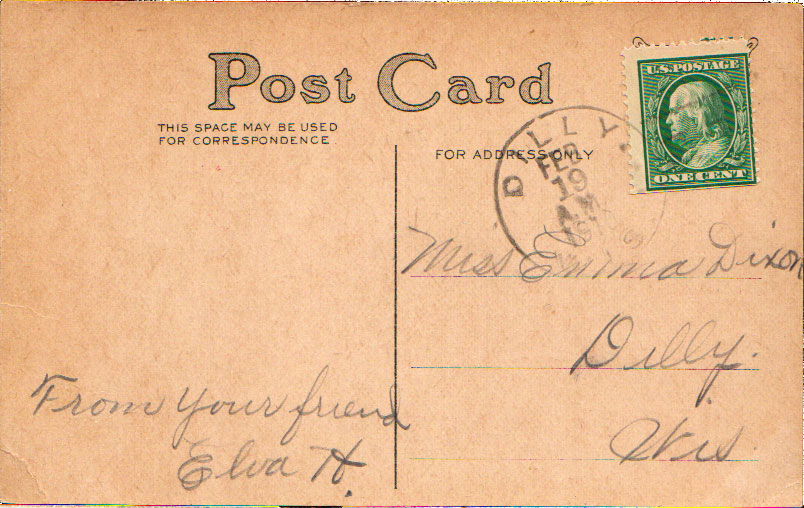 Post Card
THIS SPACE MAY BE USED
FOR CORRESPONDENCE
FOR ADDRESS ONLY
U.S. POSTAGE
ONE CENT
DILLY.
FEB
19
A.M.
Miss Emma Dixon
Dilly.
Wis.
From your friend
Elva H.